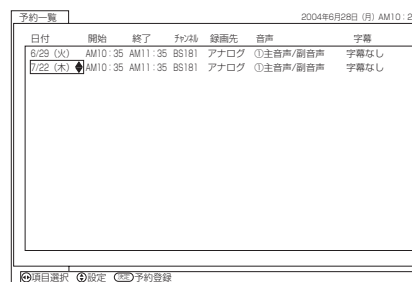 予約一覧 2004年6月28日（月）AM10：2
日付 開始 終了 チャンネル 録画先 音声 字幕
6/29（火） AM10：35 AM11：35 BS181 アナログ ①主音声/副音声 字幕なし
7/22（木） AM10：35 AM11：35 BS181 アナログ ①主音声/副音声 字幕なし
項目選択 設定 決定 予約登録